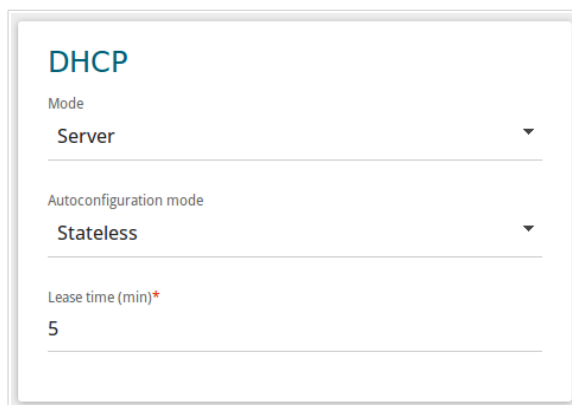 DHCP
Mode
Server
Autoconfiguration mode
Stateless
Lease time (min)*
5